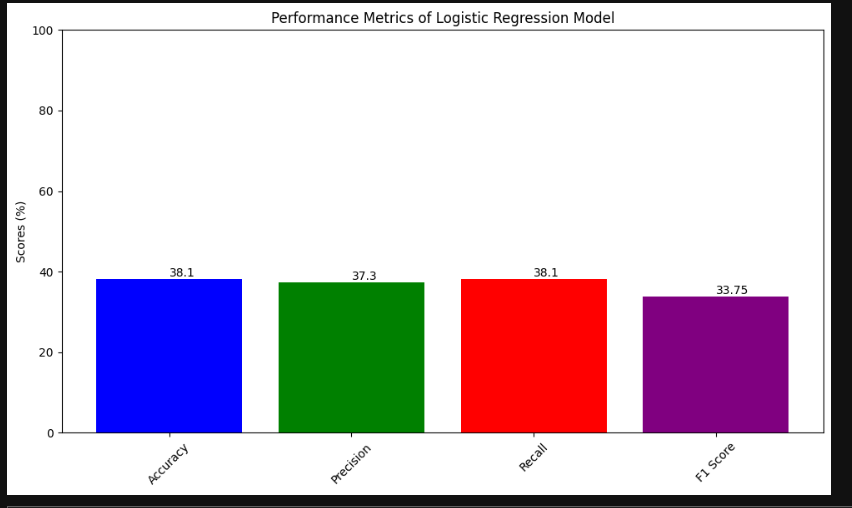 Performance Metrics of Logistic Regression Model
100
80
60
40
20
0
Scores (%)
38.1
37.3
38.1
33.75
Accuracy
Precision
Recall
F1 Score